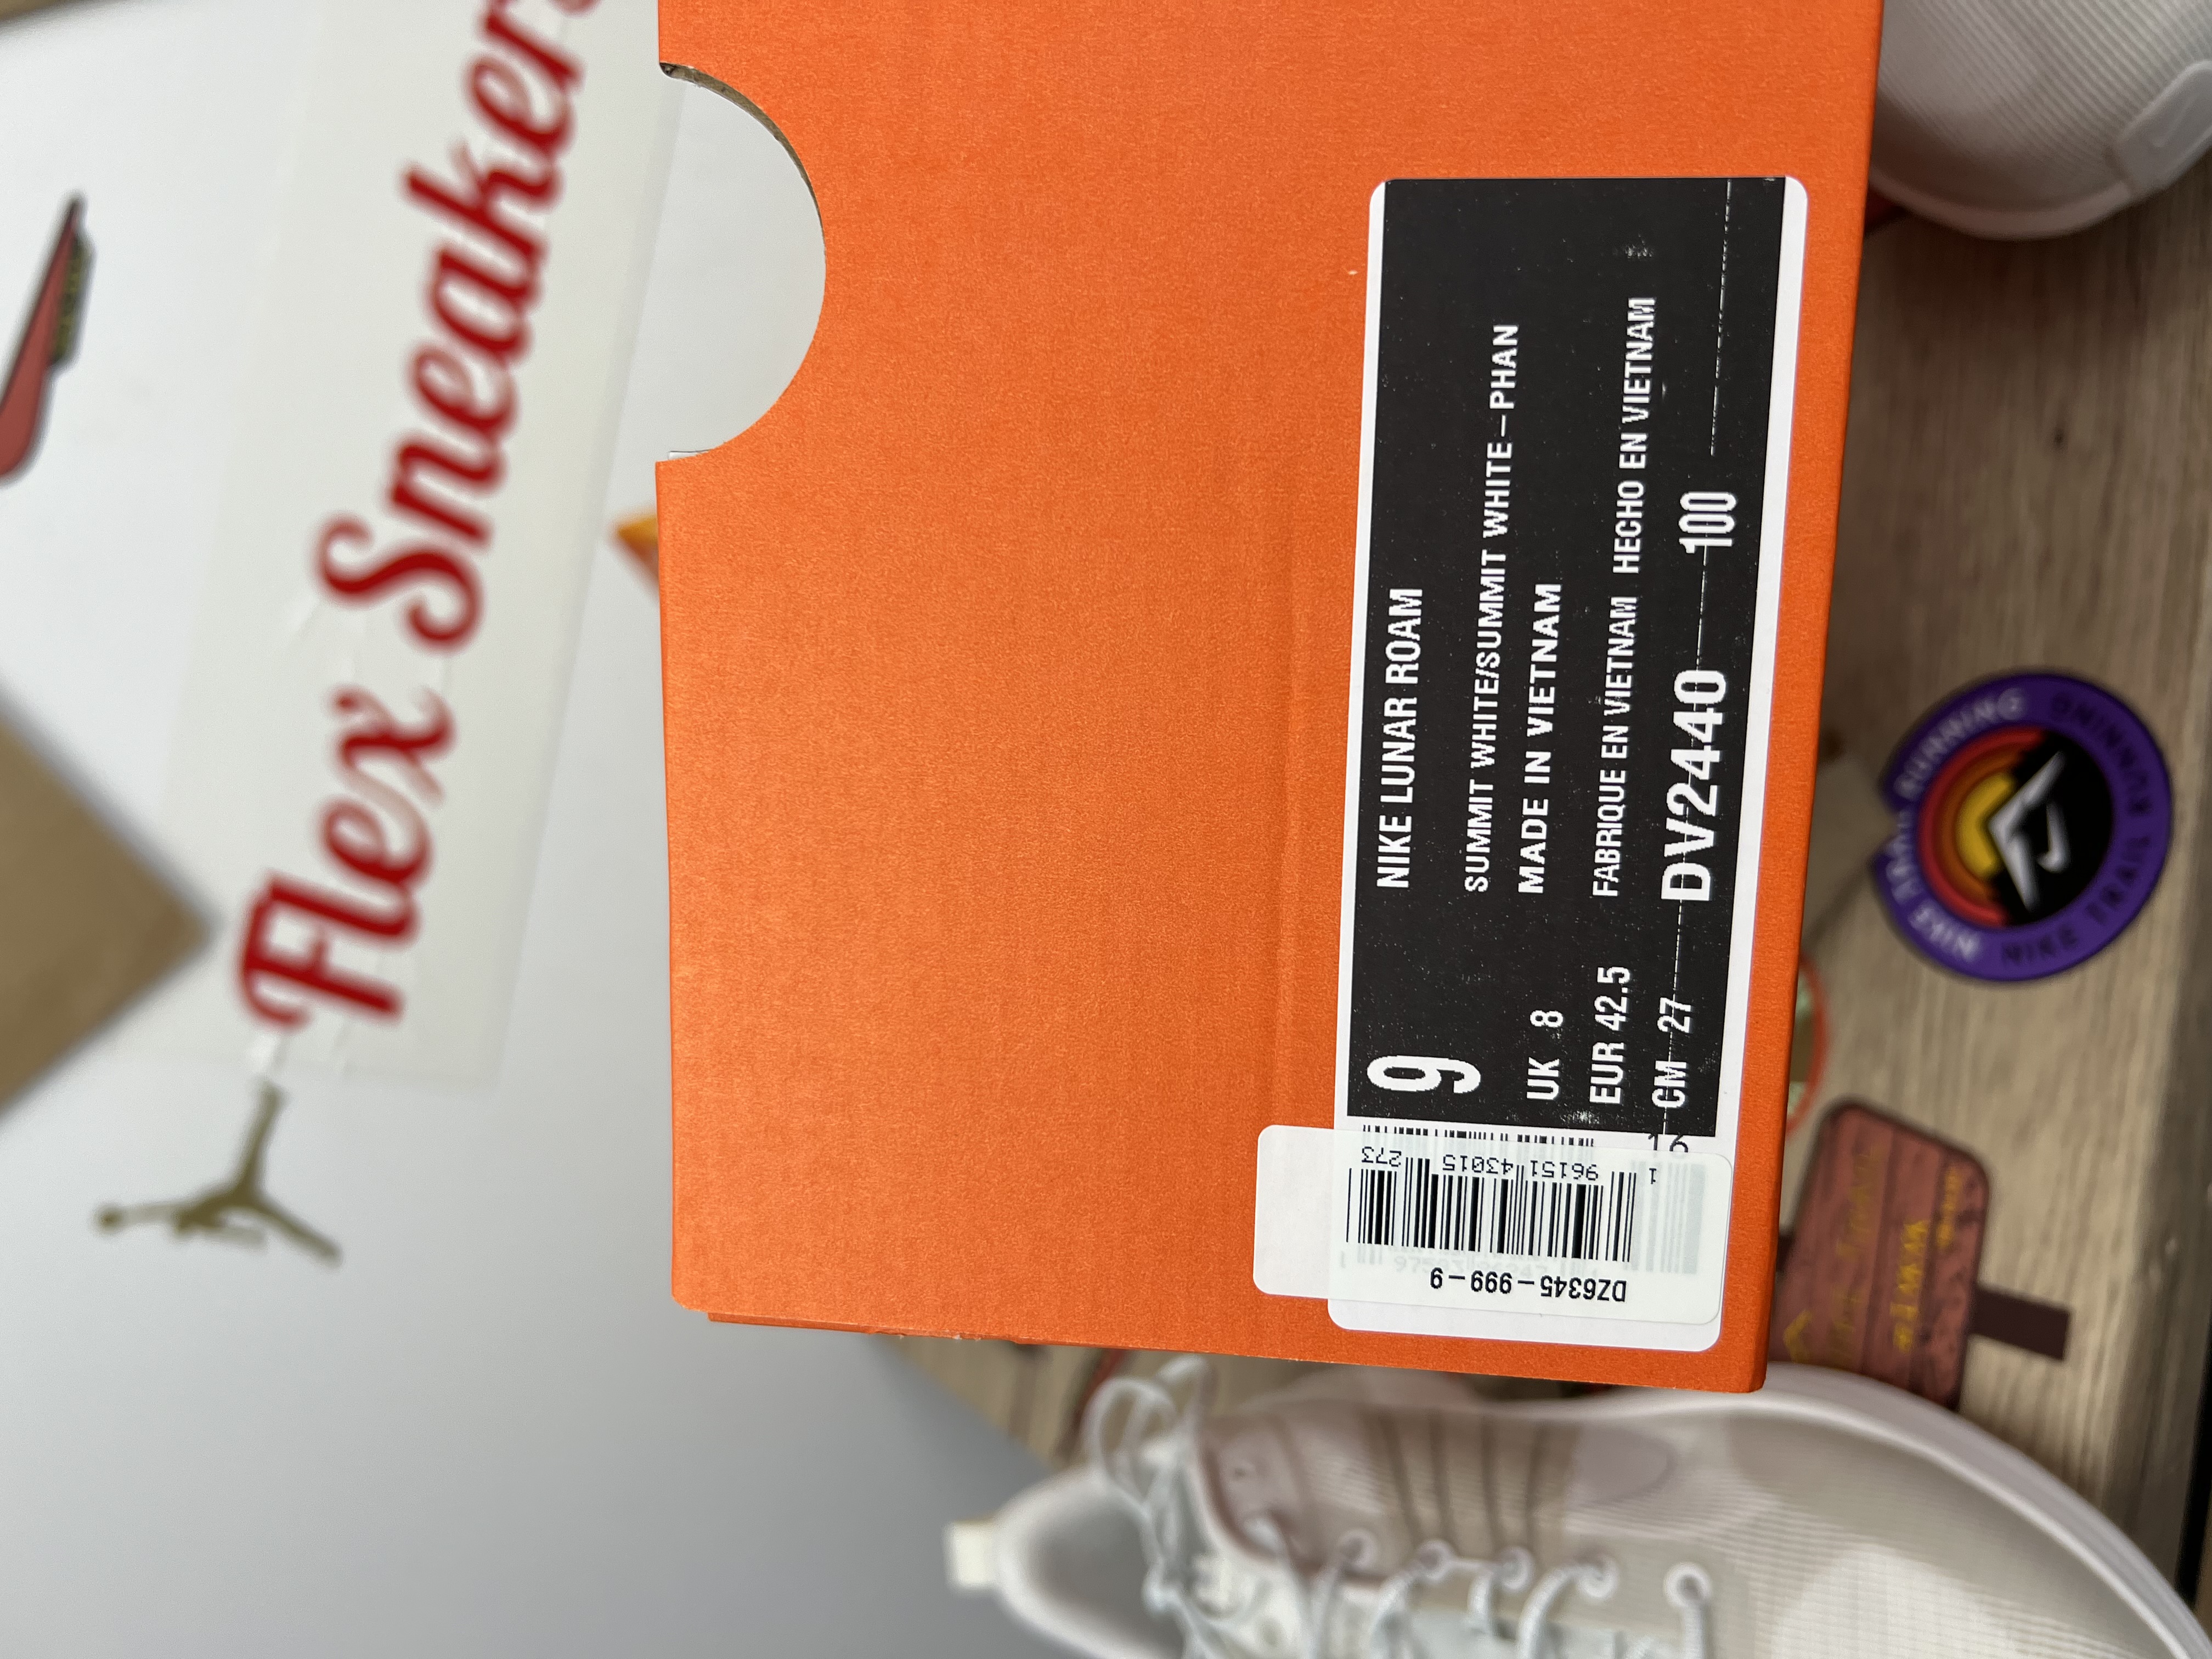 Flex Sneakers
DZ6345-999-9
1 96151 43015 273
9
NIKE LUNAR ROAM
SUMMIT WHITE/SUMMIT WHITE-PHAN
UK 8
MADE IN VIETNAM
EUR 42.5
FABRIQUE EN VIETNAM HECHO EN VIETNAM
CM 27
DV2440 100
NIKE TRAIL RUNNING
NIKE TRAIL RUNNING